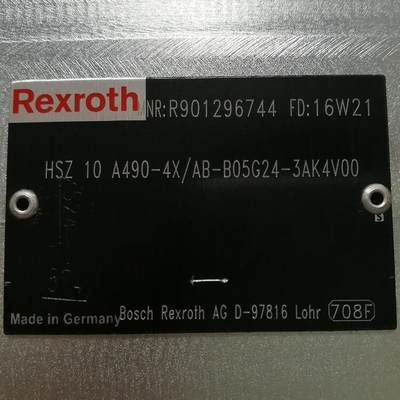 Rexroth MNR:R901296744 FD:16W21
HSZ 10 A490-4X/AB-B05G24-3AK4V00
Made in Germany Bosch Rexroth AG D-97816 Lohr 708F